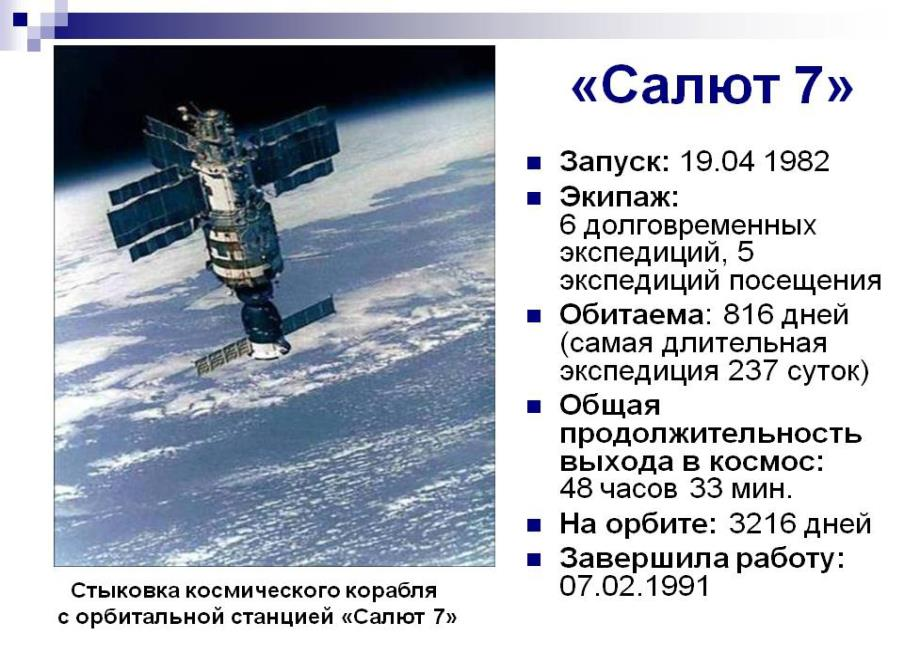 «Салют 7»
Запуск: 19.04 1982
Экипаж:
6 долговременных
экспедиций, 5
экспедиций посещения
Обитаема: 816 дней
(самая длительная
экспедиция 237 суток)
Общая
продолжительность
выхода в космос:
48 часов 33 мин.
На орбите: 3216 дней
Завершила работу:
07.02.1991
Стыковка космического корабля
с орбитальной станцией «Салют 7»